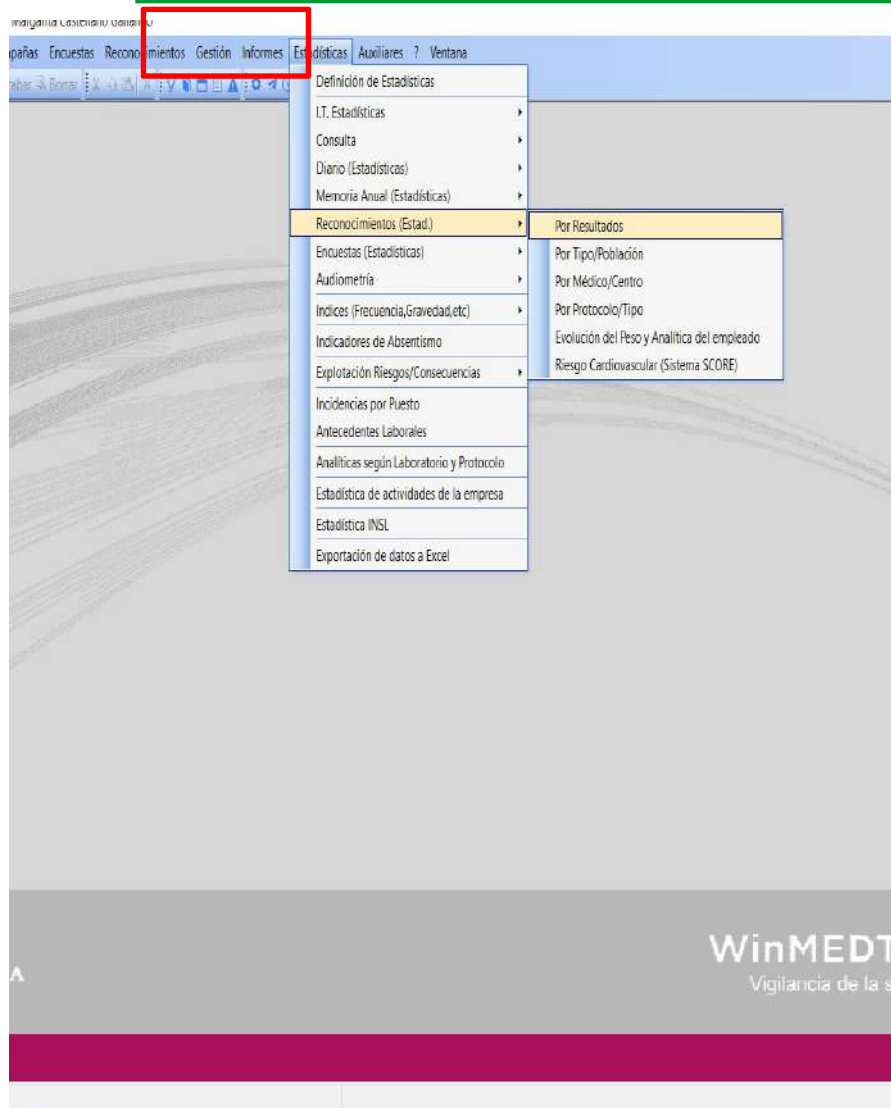 Margarita Castellano
pañas Encuestas Reconocimientos Gestión Informes Estadísticas Auxiliares ? Ventana
Borrar
Definición de Estadísticas
I.T. Estadísticas
Consulta
Diario (Estadísticas)
Memoria Anual (Estadísticas)
Reconocimientos (Estad.)
Por Resultados
Encuestas (Estadísticas)
Por Tipo/Población
Audiometría
Por Médico/Centro
Indices (Frecuencia,Gravedad,etc)
Por Protocolo/Tipo
Indicadores de Absentismo
Evolución del Peso y Analítica del empleado
Explotación Riesgos/Consecuencias
Riesgo Cardiovascular (Sistema SCORE)
Incidencias por Puesto
Antecedentes Laborales
Analíticas según Laboratorio y Protocolo
Estadística de actividades de la empresa
Estadística INSL
Exportación de datos a Excel
WinMEDT
Vigilancia de la s